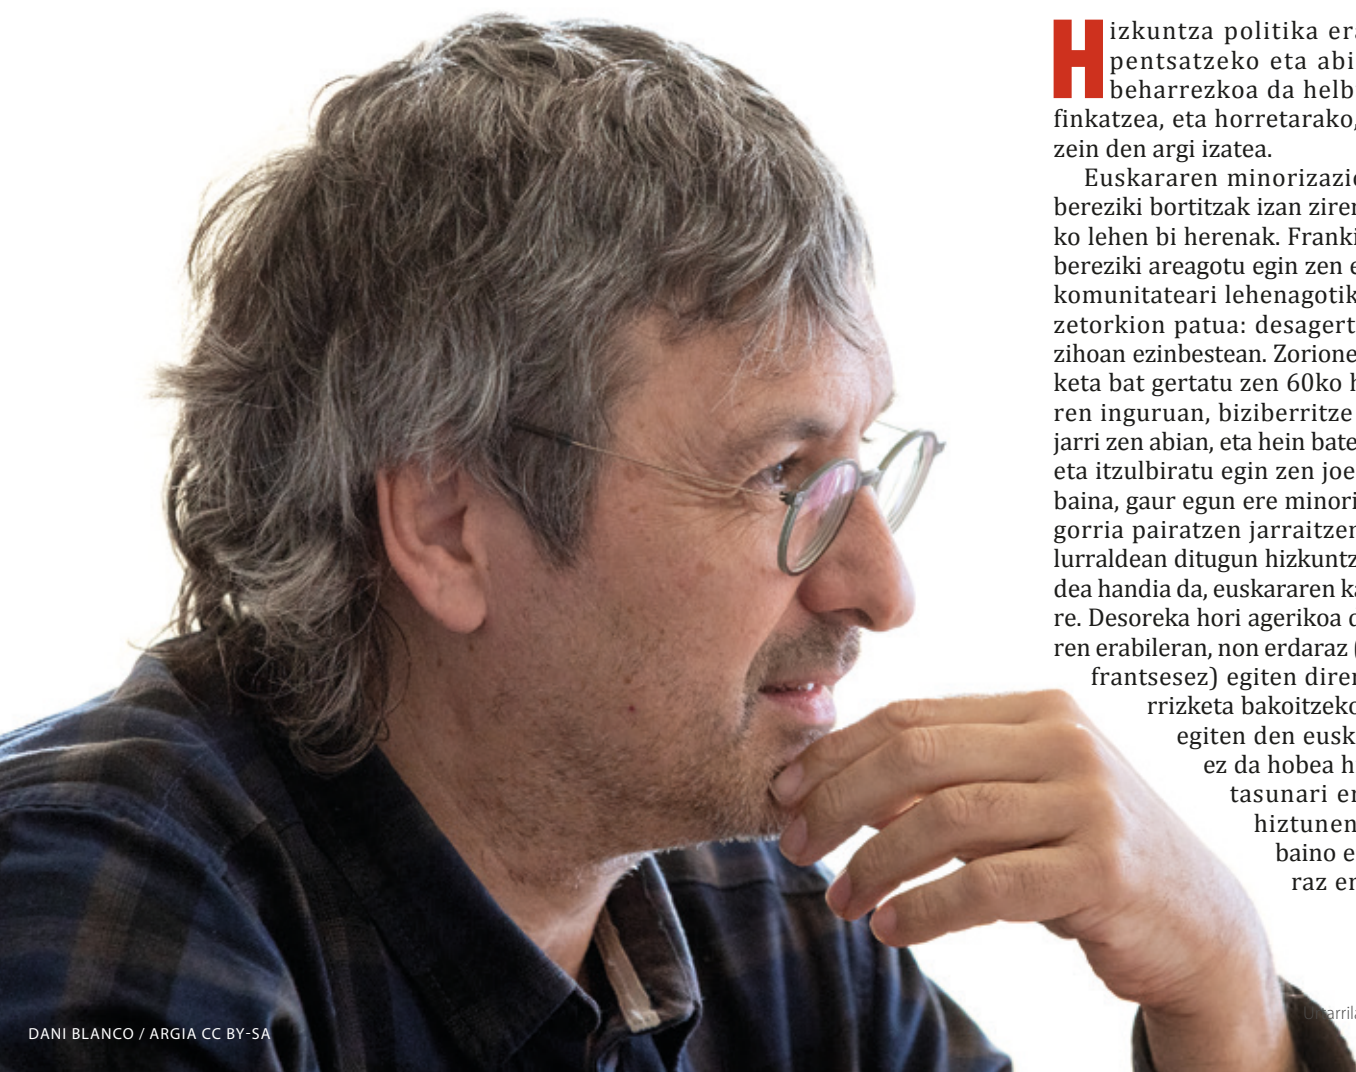 Hizkuntza politika era
pentsatzeko eta abi
beharrezkoa da helb
finkatzea, eta horretarako,
zein den argi izatea.
Euskararen minorizazio
bereziki bortitzak izan ziren
ko lehen bi herenak. Franki
bereziki areagotu egin zen e
komunitateari lehenagotik
zetorkion patua: desagert
zihoan ezinbestean. Zorione
keta bat gertatu zen 60ko h
ren inguruan, biziberritze
jarri zen abian, eta hein bate
eta itzulbiratu egin zen joe
baina, gaur egun ere minori
gorria pairatzen jarraitzen
lurraldean ditugun hizkuntz
dea handia da, euskararen ka
re. Desoreka hori agerikoa d
ren erabileran, non erdaraz (
frantsesez) egiten diren
rrizketa bakoitzeko
egiten den eusk
ez da hobea h
tasunari er
hiztunen
baino e
raz er
Urtarrila
DANI BLANCO / ARGIA CC BY-SA